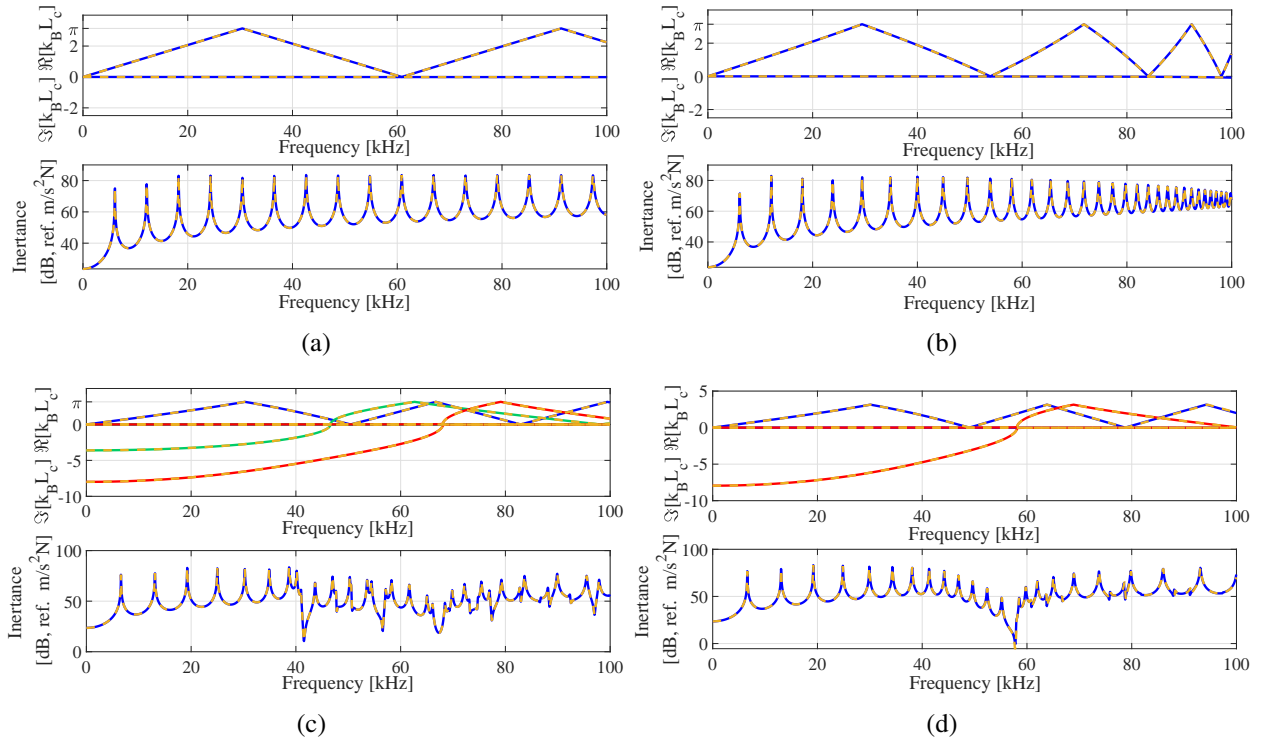 ℑ[k_B L_c] ℜ[k_B L_c]
π
2
0
-2
0 20 40 60 80 100
Frequency [kHz]
Inertance
[dB, ref. m/s²N]
80
60
40
0 20 40 60 80 100
Frequency [kHz]
(a)
ℑ[k_B L_c] ℜ[k_B L_c]
π
2
0
-2
0 20 40 60 80 100
Frequency [kHz]
Inertance
[dB, ref. m/s²N]
80
60
40
0 20 40 60 80 100
Frequency [kHz]
(b)
ℑ[k_B L_c] ℜ[k_B L_c]
π
0
-5
-10
0 20 40 60 80 100
Frequency [kHz]
Inertance
[dB, ref. m/s²N]
100
50
0
0 20 40 60 80 100
Frequency [kHz]
(c)
ℑ[k_B L_c] ℜ[k_B L_c]
5
0
-5
-10
0 20 40 60 80 100
Frequency [kHz]
Inertance
[dB, ref. m/s²N]
100
50
0
0 20 40 60 80 100
Frequency [kHz]
(d)